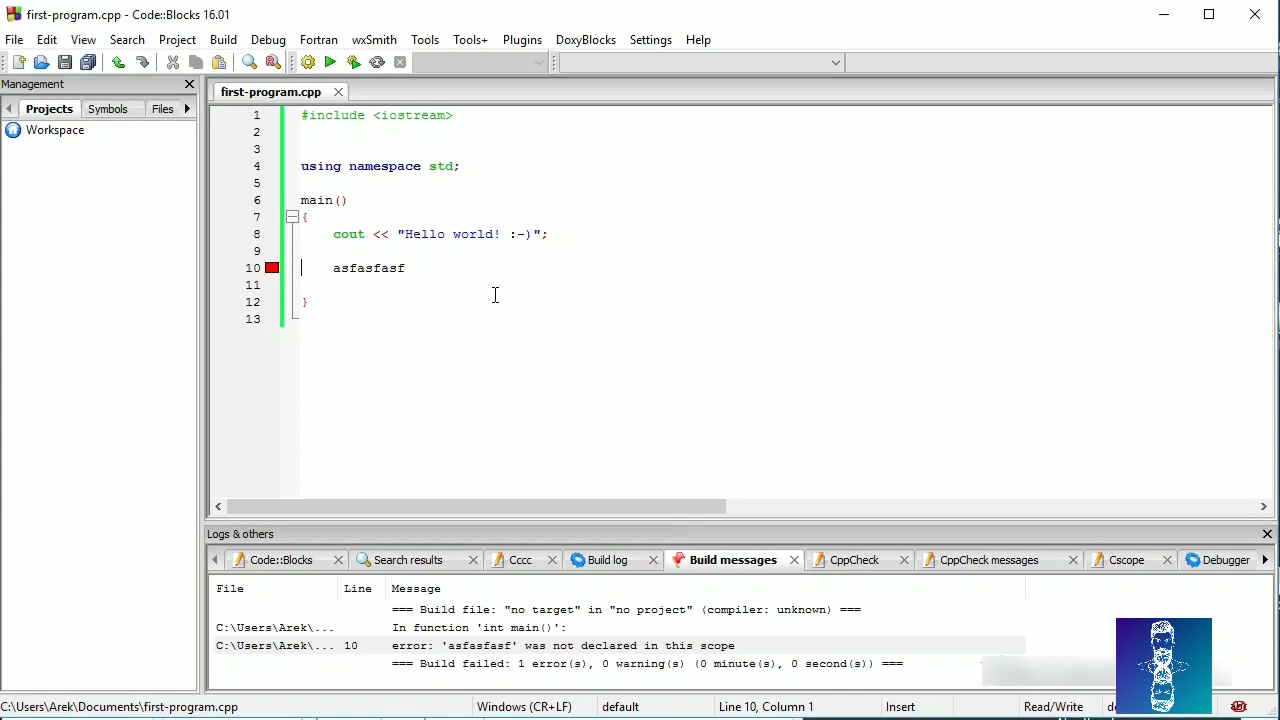 first-program.cpp - Code::Blocks 16.01
File Edit View Search Project Build Debug Fortran wxSmith Tools Tools+ Plugins DoxyBlocks Settings Help
Management
Projects Symbols Files
Workspace
first-program.cpp
1 #include <iostream>
2
3
4 using namespace std;
5
6 main()
7 {
8 cout << "Hello world! :-)";
9
10 asfasfasf
11
12 }
13
Logs & others
Code::Blocks Search results Cccc Build log Build messages CppCheck CppCheck messages Cscope Debugger
File Line Message
=== Build file: "no target" in "no project" (compiler: unknown) ===
C:\Users\Arek\... In function 'int main()':
C:\Users\Arek\... 10 error: 'asfasfasf' was not declared in this scope
=== Build failed: 1 error(s), 0 warning(s) (0 minute(s), 0 second(s)) ===
C:\Users\Arek\Documents\first-program.cpp Windows (CR+LF) default Line 10, Column 1 Insert Read/Write